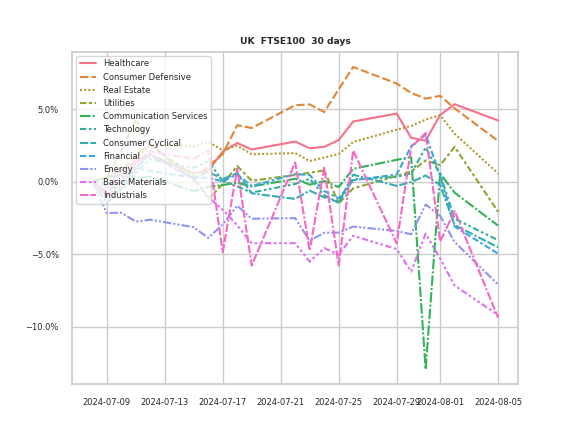 UK FTSE100 30 days
Healthcare
Consumer Defensive
Real Estate
Utilities
Communication Services
Technology
Consumer Cyclical
Financial
Energy
Basic Materials
Industrials
5.0%
0.0%
−5.0%
−10.0%
2024-07-09 2024-07-13 2024-07-17 2024-07-21 2024-07-25 2024-07-29 2024-08-01 2024-08-05